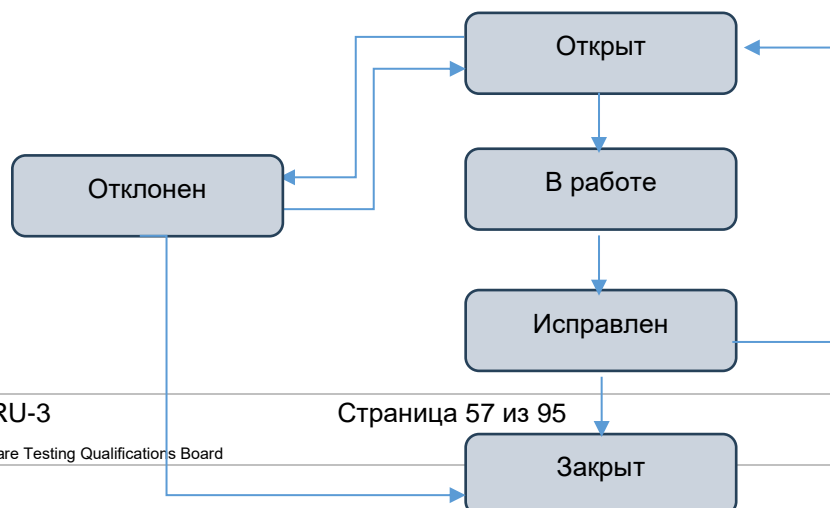 Открыт
Отклонен
В работе
Исправлен
RU-3 Страница 57 из 95
are Testing Qualifications Board
Закрыт